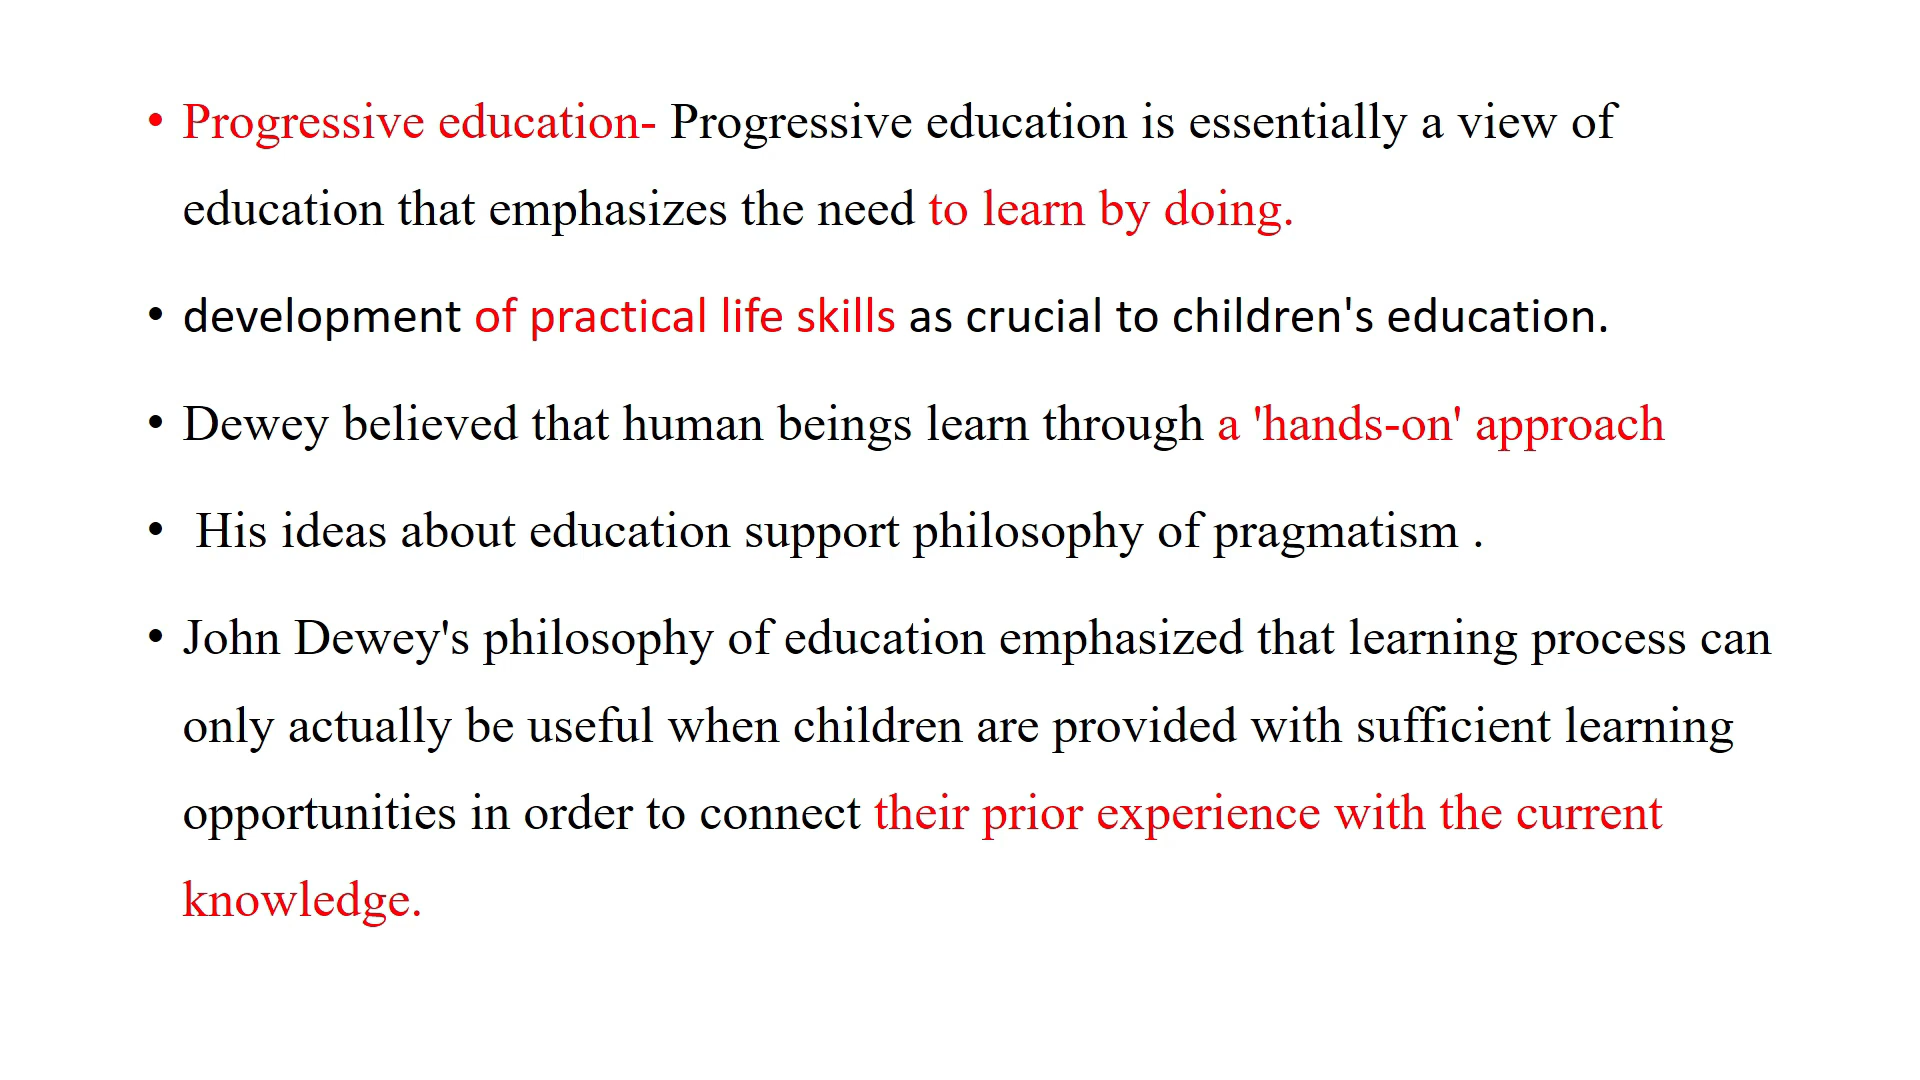 • Progressive education- Progressive education is essentially a view of
education that emphasizes the need to learn by doing.
• development of practical life skills as crucial to children's education.
• Dewey believed that human beings learn through a 'hands-on' approach
• His ideas about education support philosophy of pragmatism .
• John Dewey's philosophy of education emphasized that learning process can
only actually be useful when children are provided with sufficient learning
opportunities in order to connect their prior experience with the current
knowledge.